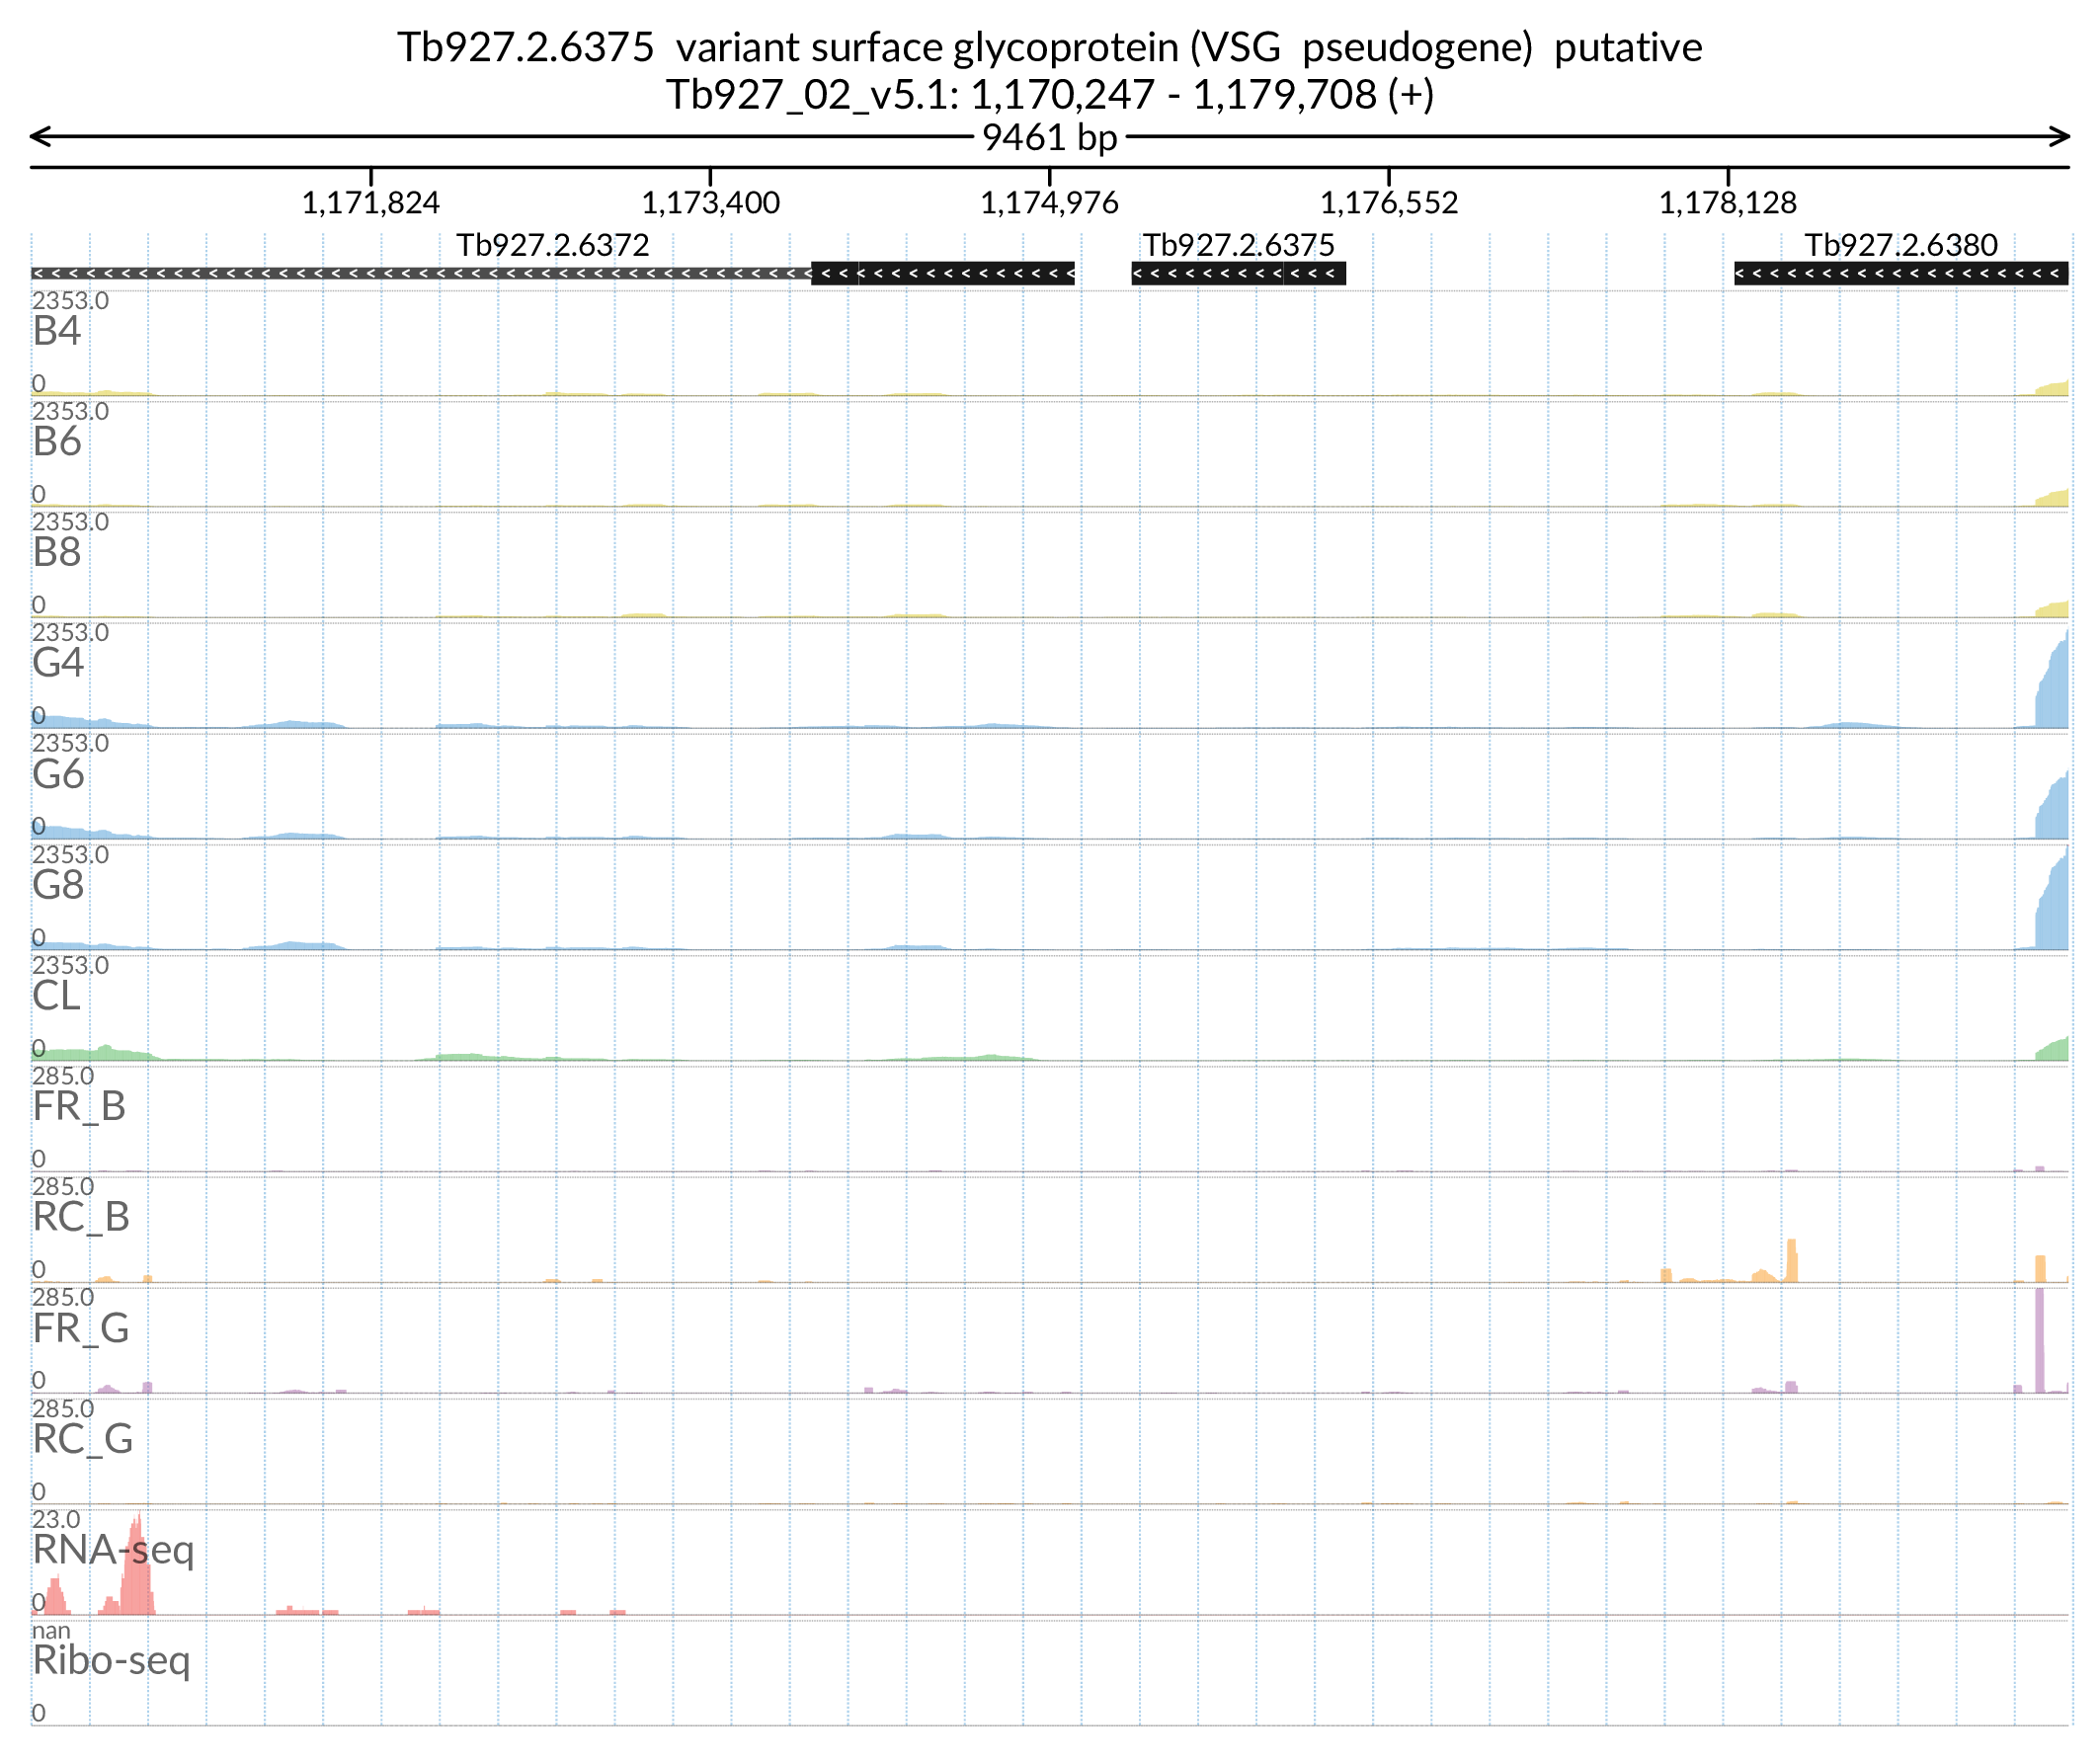 Tb927.2.6375 variant surface glycoprotein (VSG pseudogene) putative
Tb927_02_v5.1: 1,170,247 - 1,179,708 (+)
9461 bp
1,171,824 1,173,400 1,174,976 1,176,552 1,178,128
Tb927.2.6372 Tb927.2.6375 Tb927.2.6380
2353.0
B4
0
2353.0
B6
0
2353.0
B8
0
2353.0
G4
0
2353.0
G6
0
2353.0
G8
0
2353.0
CL
0
285.0
FR_B
0
285.0
RC_B
0
285.0
FR_G
0
285.0
RC_G
0
23.0
RNA-seq
0
nan
Ribo-seq
0